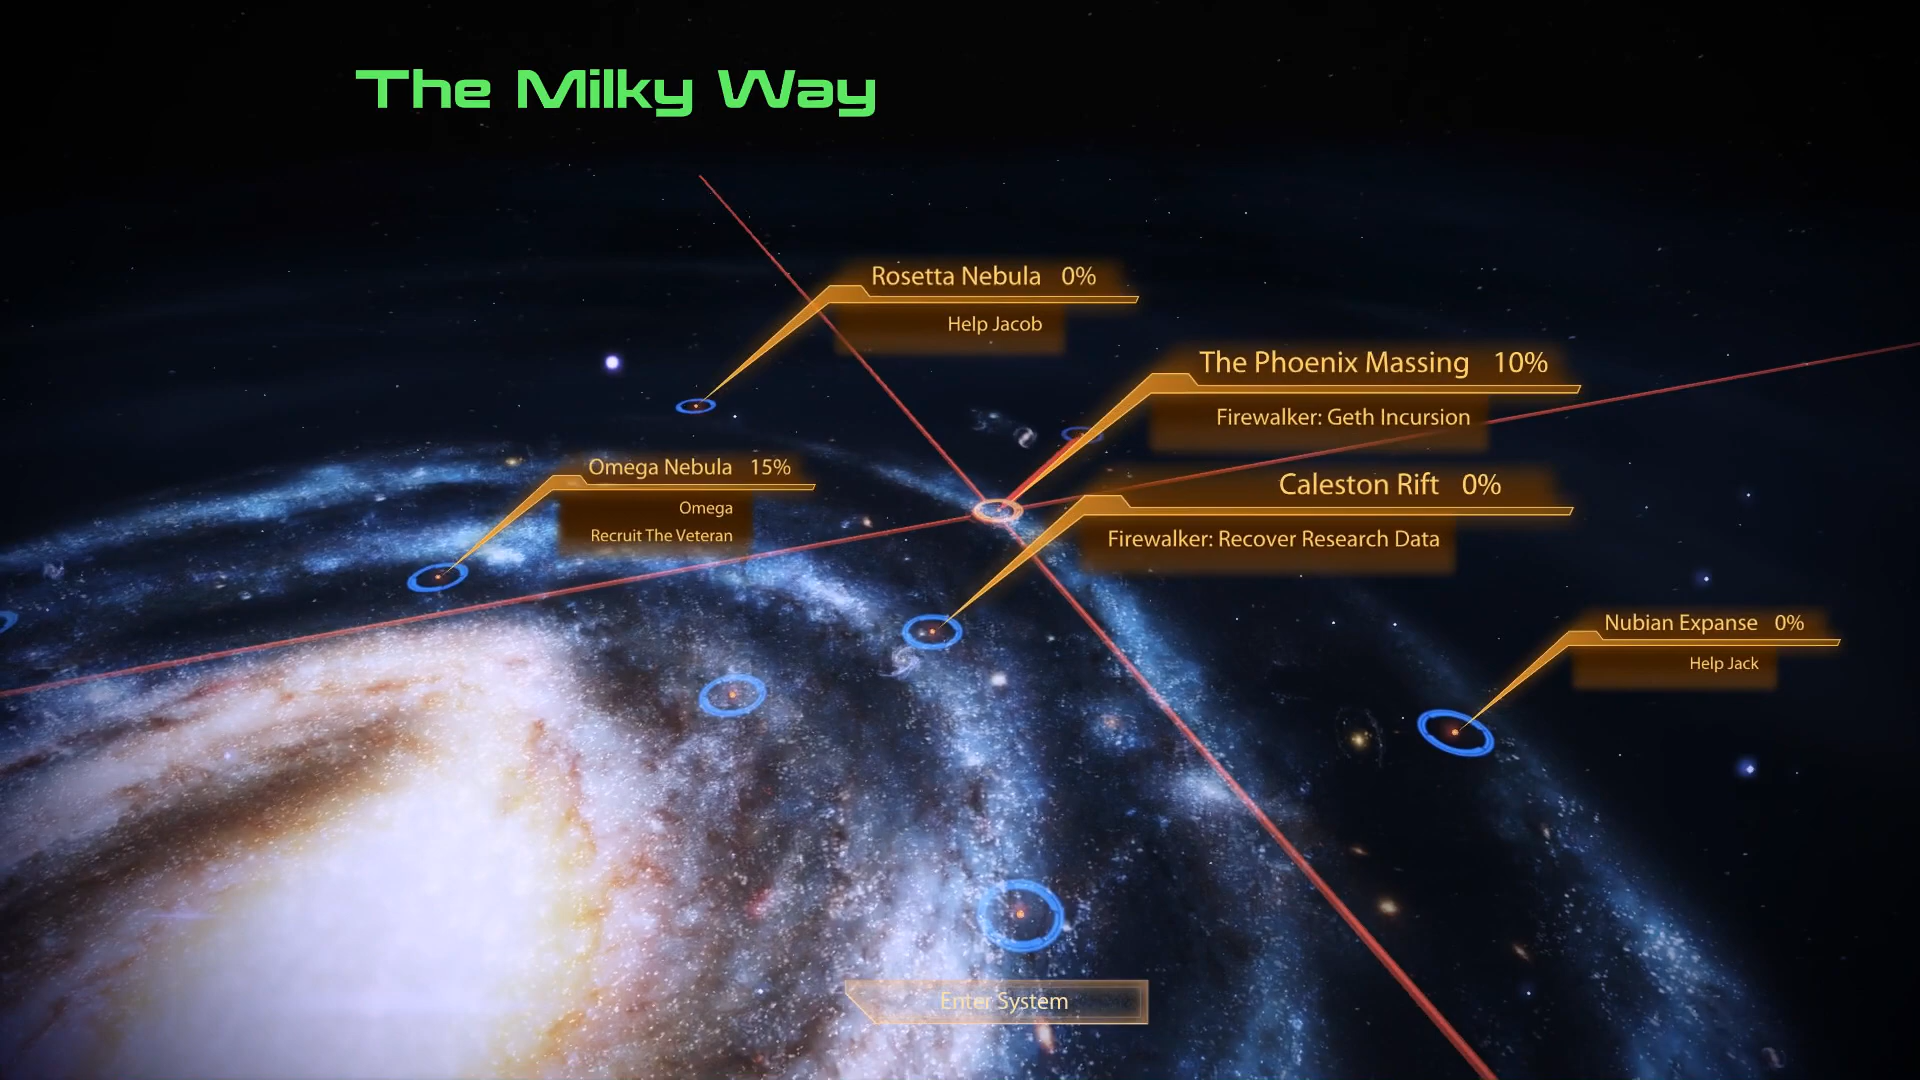 The Milky Way
Rosetta Nebula 0%
Help Jacob
The Phoenix Massing 10%
Firewalker: Geth Incursion
Omega Nebula 15%
Omega
Recruit The Veteran
Caleston Rift 0%
Firewalker: Recover Research Data
Nubian Expanse 0%
Help Jack
Enter System